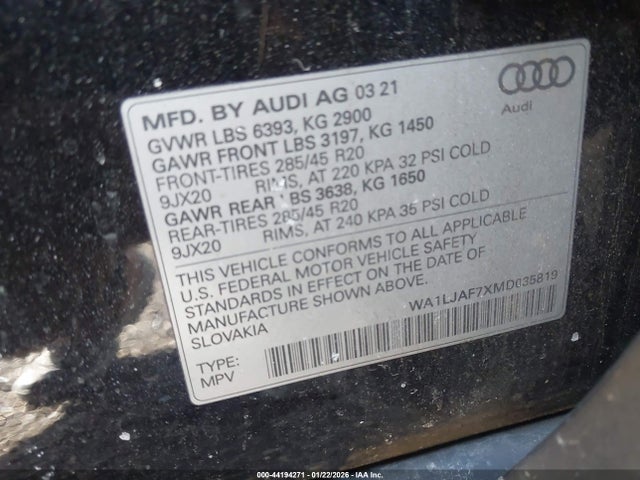 MFD. BY AUDI AG 03 21
GVWR LBS 6393, KG 2900
GAWR FRONT LBS 3197, KG 1450
FRONT-TIRES 285/45 R20
9JX20 RIMS, AT 220 KPA 32 PSI COLD
GAWR REAR BS 3638, KG 1650
REAR-TIRES 285/45 R20
9JX20 RIMS, AT 240 KPA 35 PSI COLD
THIS VEHICLE CONFORMS TO ALL APPLICABLE
U.S. FEDERAL MOTOR VEHICLE SAFETY
STANDARDS IN EFFECT ON THE DATE OF
MANUFACTURE SHOWN ABOVE.
SLOVAKIA
WA1LJAF7XMD035819
TYPE:
MPV
Audi
000-44194271 - 01/22/2026 - IAA Inc.